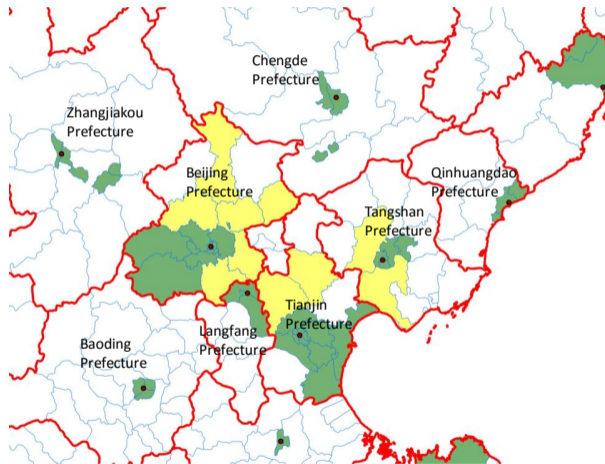 Chengde
Prefecture
Zhangjiakou
Prefecture
Beijing
Prefecture
Qinhuangdao
Prefecture
Tangshan
Prefecture
Tianjin
Prefecture
Langfang
Prefecture
Baoding
Prefecture